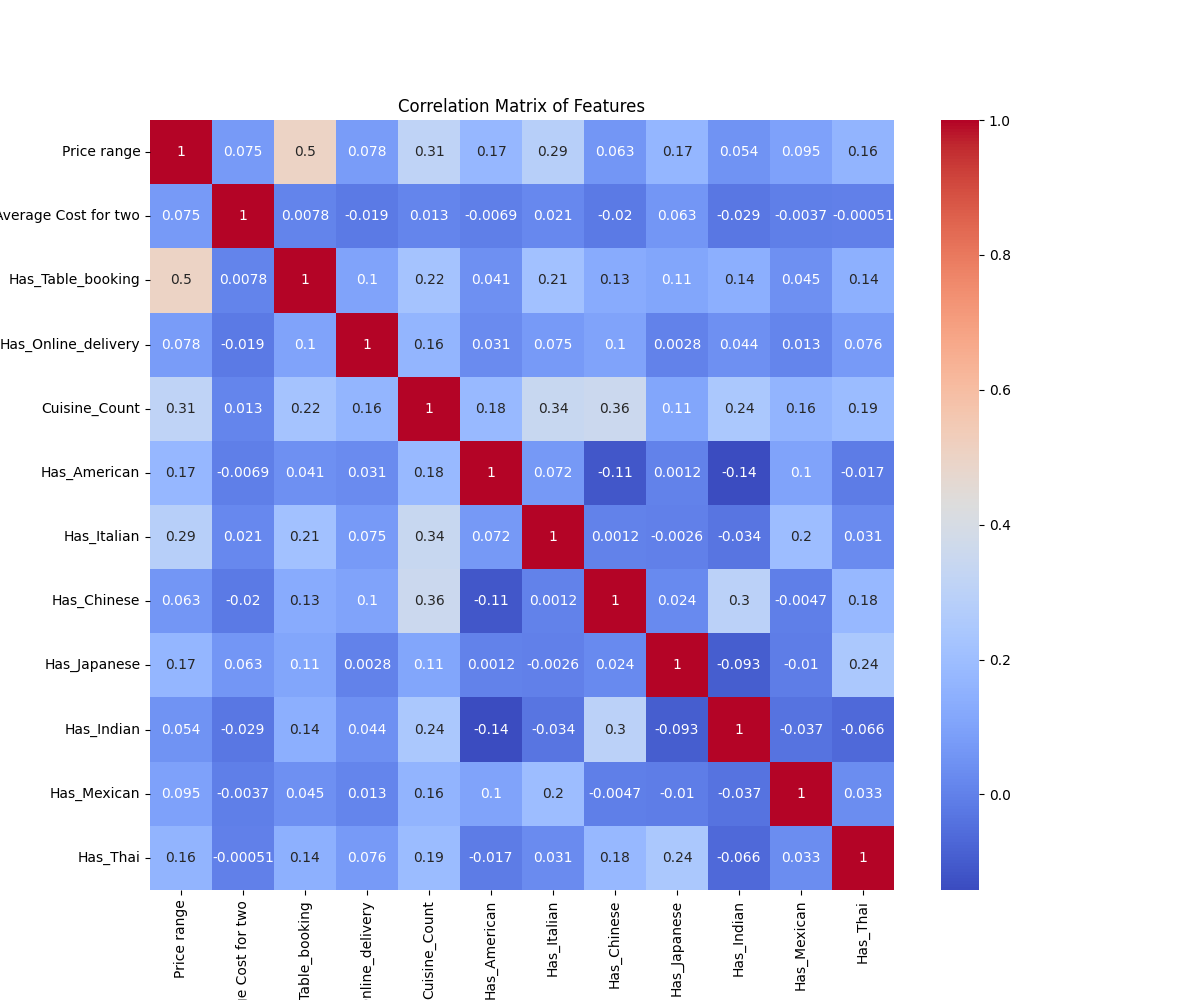 Correlation Matrix of Features
Price range 1 0.075 0.5 0.078 0.31 0.17 0.29 0.063 0.17 0.054 0.095 0.16
Average Cost for two 0.075 1 0.0078 -0.019 0.013 -0.0069 0.021 -0.02 0.063 -0.029 -0.0037 -0.00051
Has_Table_booking 0.5 0.0078 1 0.1 0.22 0.041 0.21 0.13 0.11 0.14 0.045 0.14
Has_Online_delivery 0.078 -0.019 0.1 1 0.16 0.031 0.075 0.1 0.0028 0.044 0.013 0.076
Cuisine_Count 0.31 0.013 0.22 0.16 1 0.18 0.34 0.36 0.11 0.24 0.16 0.19
Has_American 0.17 -0.0069 0.041 0.031 0.18 1 0.072 -0.11 0.0012 -0.14 0.1 -0.017
Has_Italian 0.29 0.021 0.21 0.075 0.34 0.072 1 0.0012 -0.0026 -0.034 0.2 0.031
Has_Chinese 0.063 -0.02 0.13 0.1 0.36 -0.11 0.0012 1 0.024 0.3 -0.0047 0.18
Has_Japanese 0.17 0.063 0.11 0.0028 0.11 0.0012 -0.0026 0.024 1 -0.093 -0.01 0.24
Has_Indian 0.054 -0.029 0.14 0.044 0.24 -0.14 -0.034 0.3 -0.093 1 -0.037 -0.066
Has_Mexican 0.095 -0.0037 0.045 0.013 0.16 0.1 0.2 -0.0047 -0.01 -0.037 1 0.033
Has_Thai 0.16 -0.00051 0.14 0.076 0.19 -0.017 0.031 0.18 0.24 -0.066 0.033 1
Price range
ge Cost for two
Table_booking
nline_delivery
Cuisine_Count
Has_American
Has_Italian
Has_Chinese
Has_Japanese
Has_Indian
Has_Mexican
Has_Thai
1.0
0.8
0.6
0.4
0.2
0.0